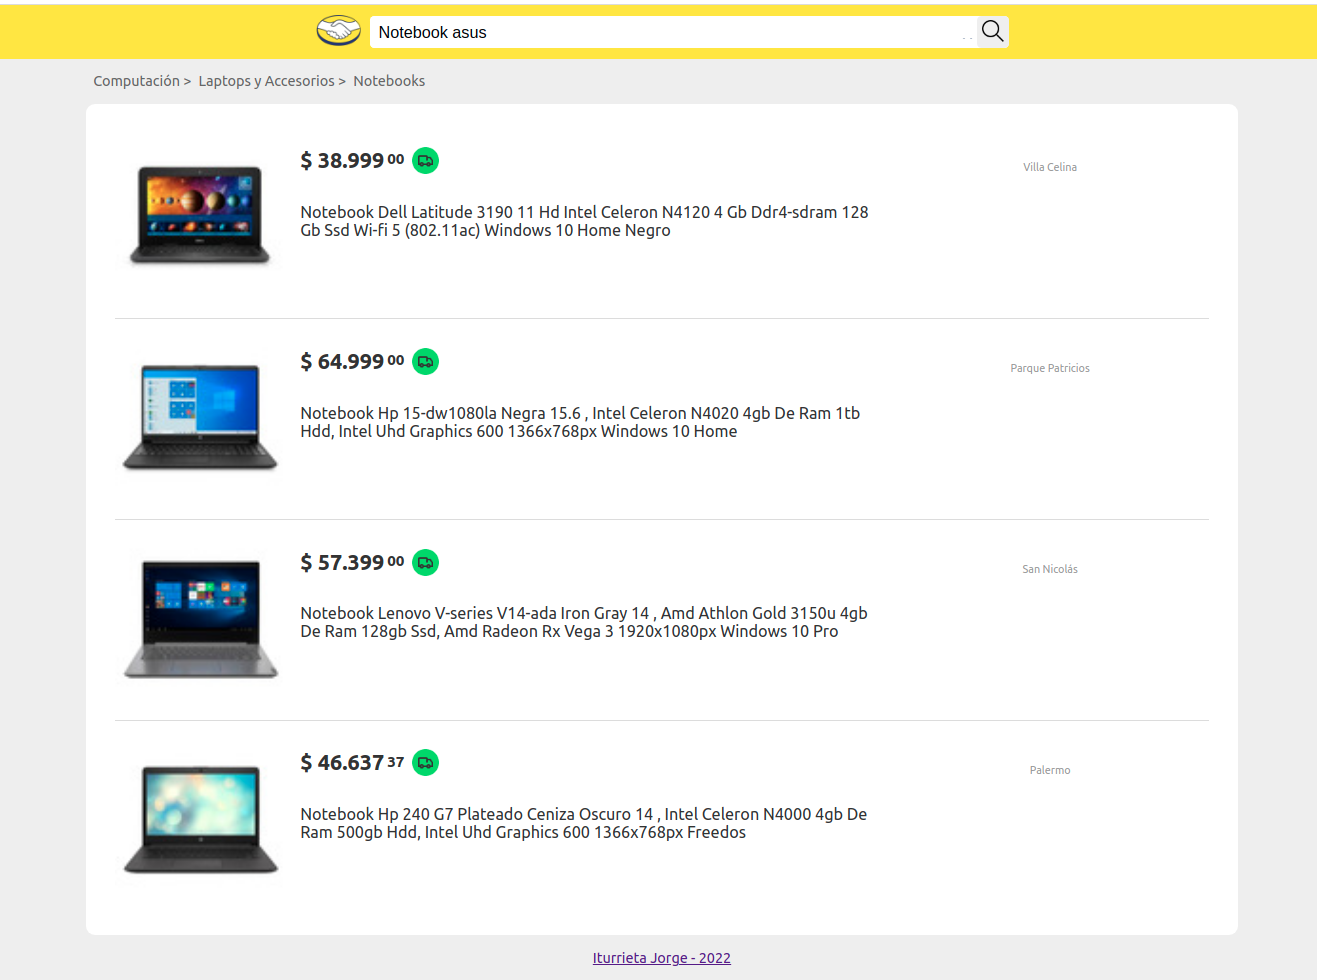 Notebook asus
Computación > Laptops y Accesorios > Notebooks
$ 38.999 00
Villa Celina
Notebook Dell Latitude 3190 11 Hd Intel Celeron N4120 4 Gb Ddr4-sdram 128
Gb Ssd Wi-fi 5 (802.11ac) Windows 10 Home Negro
$ 64.999 00
Parque Patricios
Notebook Hp 15-dw1080la Negra 15.6 , Intel Celeron N4020 4gb De Ram 1tb
Hdd, Intel Uhd Graphics 600 1366x768px Windows 10 Home
$ 57.399 00
San Nicolás
Notebook Lenovo V-series V14-ada Iron Gray 14 , Amd Athlon Gold 3150u 4gb
De Ram 128gb Ssd, Amd Radeon Rx Vega 3 1920x1080px Windows 10 Pro
$ 46.637 37
Palermo
Notebook Hp 240 G7 Plateado Ceniza Oscuro 14 , Intel Celeron N4000 4gb De
Ram 500gb Hdd, Intel Uhd Graphics 600 1366x768px Freedos
Iturrieta Jorge - 2022